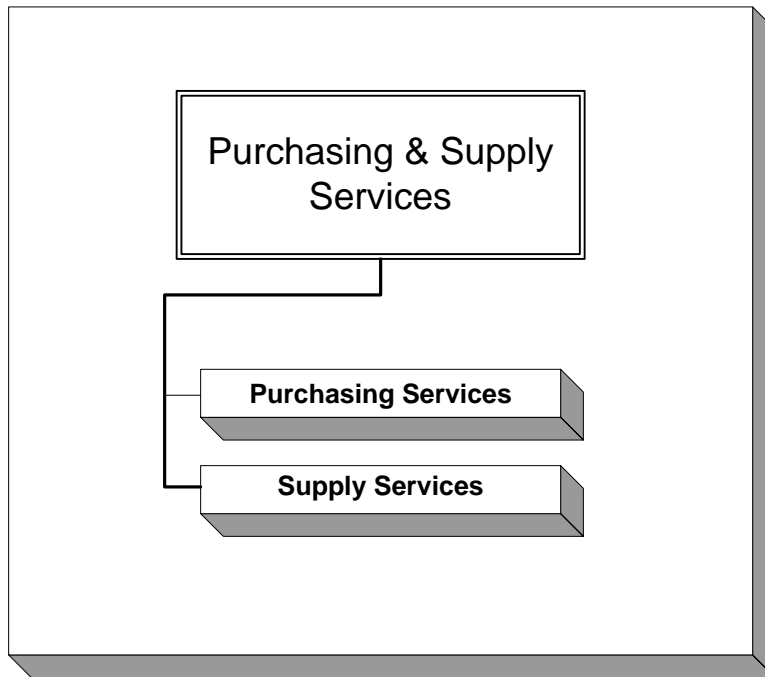 Purchasing & Supply
Services
Purchasing Services
Supply Services